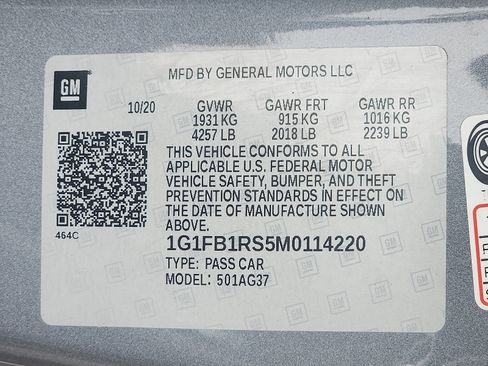 GM
MFD BY GENERAL MOTORS LLC
10/20 GVWR GAWR FRT GAWR RR
1931 KG 915 KG 1016 KG
4257 LB 2018 LB 2239 LB
THIS VEHICLE CONFORMS TO ALL
APPLICABLE U.S. FEDERAL MOTOR
VEHICLE SAFETY, BUMPER, AND THEFT
PREVENTION STANDARDS IN EFFECT ON
THE DATE OF MANUFACTURE SHOWN
ABOVE.
464C
1G1FB1RS5M0114220
TYPE: PASS CAR
MODEL: 501AG37